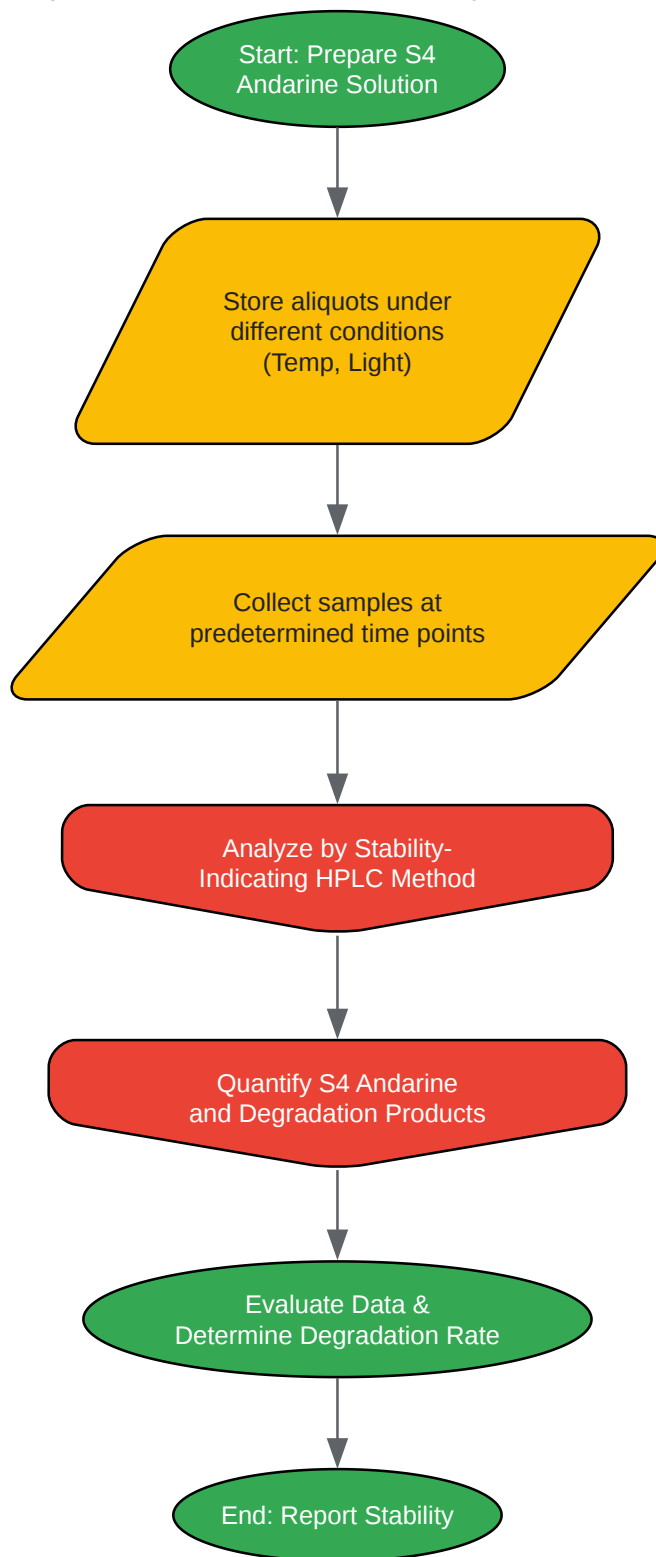 Start: Prepare S4
Andarine Solution
Store aliquots under
different conditions
(Temp, Light)
Collect samples at
predetermined time points
Analyze by Stability-
Indicating HPLC Method
Quantify S4 Andarine
and Degradation Products
Evaluate Data &
Determine Degradation Rate
End: Report Stability